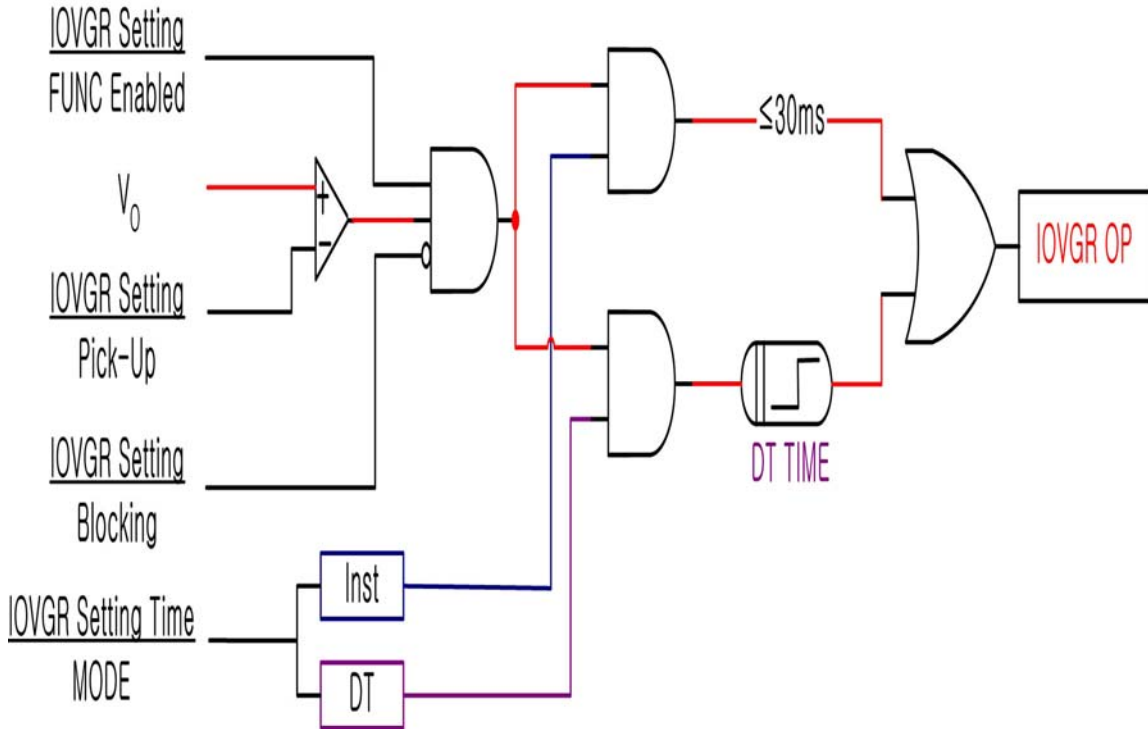 IOVGR Setting
FUNC Enabled
VO
IOVGR Setting
Pick-Up
IOVGR Setting
Blocking
IOVGR Setting Time
MODE
+
-
Inst
DT
≤30ms
DT TIME
IOVGR OP